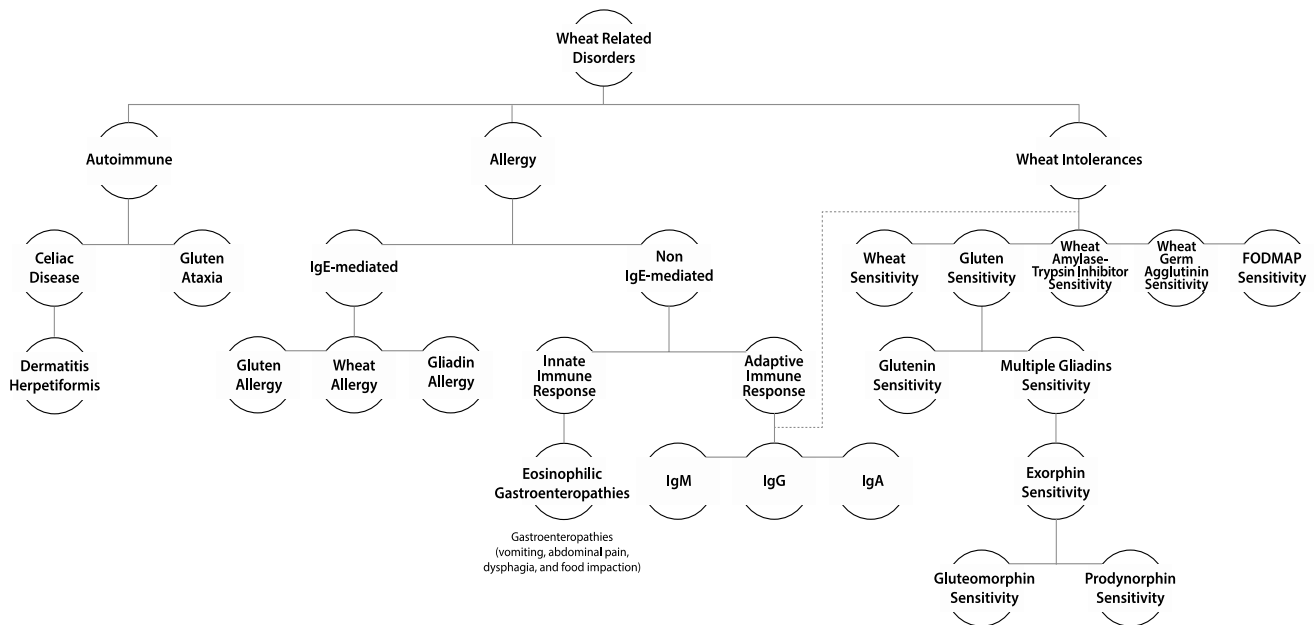 Wheat Related
Disorders
Autoimmune
Allergy
Wheat Intolerances
Celiac
Disease
Gluten
Ataxia
IgE-mediated
Non
IgE-mediated
Wheat
Sensitivity
Gluten
Sensitivity
Wheat
Amylase-
Trypsin Inhibitor
Sensitivity
Wheat
Germ
Agglutinin
Sensitivity
FODMAP
Sensitivity
Dermatitis
Herpetiformis
Gluten
Allergy
Wheat
Allergy
Gliadin
Allergy
Innate
Immune
Response
Adaptive
Immune
Response
Glutenin
Sensitivity
Multiple Gliadins
Sensitivity
Eosinophilic
Gastroenteropathies
Gastroenteropathies
(vomiting, abdominal pain,
dysphagia, and food impaction)
IgM
IgG
IgA
Exorphin
Sensitivity
Gluteomorphin
Sensitivity
Prodynorphin
Sensitivity